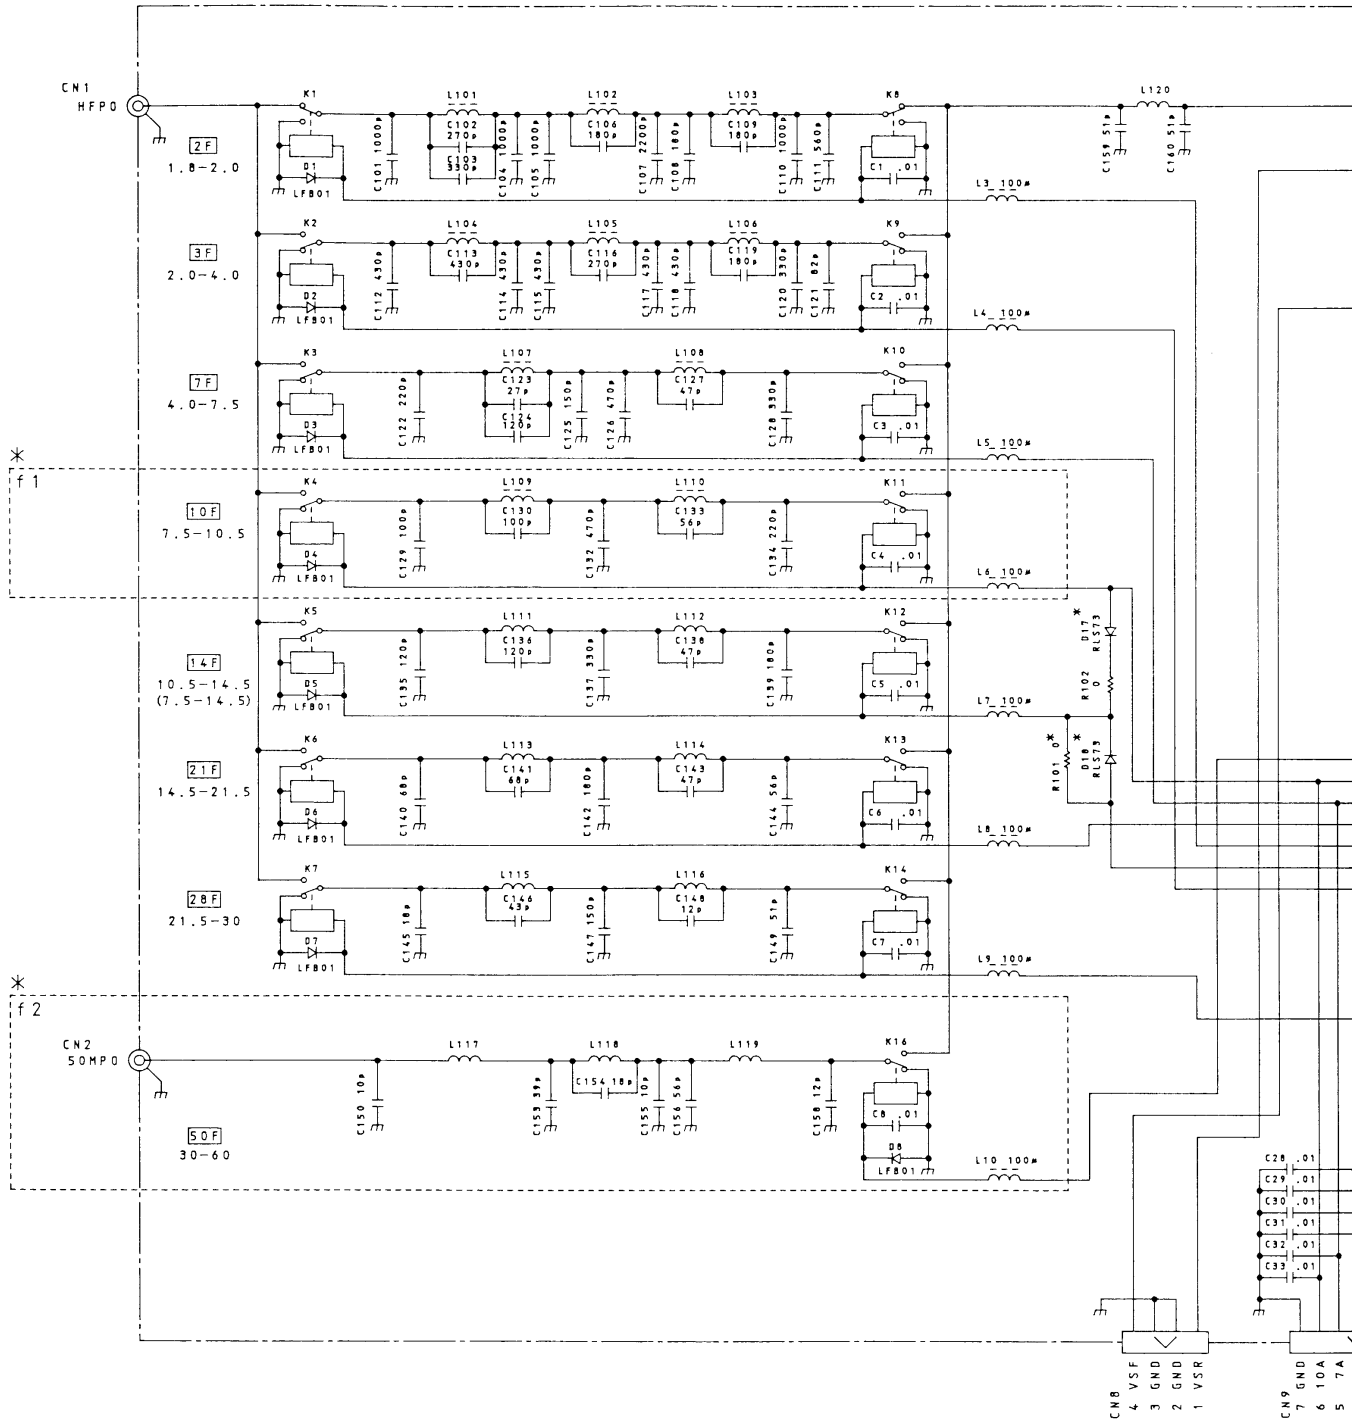 CN1
HFPO
K1
L101
L102
L103
K8
L120
C102
270p
C103
330p
C106
180p
C109
180p
C101 1000p
C104 1000p
C105 1000p
C107 2200p
C108 180p
C110 1000p
C111 560p
C159 51p
C160 51p
2F
1.8-2.0
D1
LFB01
C1 .01
L3 100μ
K2
L104
L105
L106
K9
C113
430p
C116
270p
C119
180p
C112 430p
C114 430p
C115 430p
C117 430p
C118 430p
C120 330p
C121 82p
3F
2.0-4.0
D2
LFB01
C2 .01
L4 100μ
K3
L107
L108
K10
C123
27p
C124
120p
C127
47p
C122 220p
C125 150p
C126 470p
C128 330p
7F
4.0-7.5
D3
LFB01
C3 .01
L5 100μ
*
f1
K4
L109
L110
K11
C130
100p
C133
56p
C129 100p
C132 470p
C134 220p
10F
7.5-10.5
D4
LFB01
C4 .01
L6 100μ
K5
L111
L112
K12
C136
120p
C138
47p
C135 120p
C137 330p
C139 180p
14F
10.5-14.5
(7.5-14.5)
D5
LFB01
C5 .01
L7 100μ
D17 *
RLS73
R102
0
R101 0 *
D18 *
RLS73
K6
L113
L114
K13
C141
68p
C143
47p
C140 68p
C142 180p
C144 56p
21F
14.5-21.5
D6
LFB01
C6 .01
L8 100μ
K7
L115
L116
K14
C146
43p
C148
12p
C145 18p
C147 150p
C149 51p
28F
21.5-30
D7
LFB01
C7 .01
L9 100μ
*
f2
CN2
50MPO
L117
L118
L119
K16
C154 18p
C150 10p
C153 39p
C155 10p
C156 56p
C158 12p
50F
30-60
C8 .01
D8
LFB01
L10 100μ
C28 .01
C29 .01
C30 .01
C31 .01
C32 .01
C33 .01
CN8
4 VSF
3 GND
2 GND
1 VSR
CN9
7 GND
6 10A
5 7A